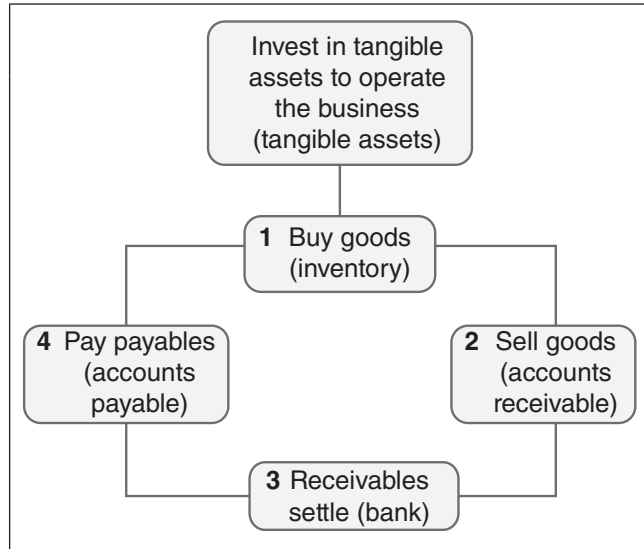 Invest in tangible
assets to operate
the business
(tangible assets)
1 Buy goods
(inventory)
4 Pay payables
(accounts
payable)
2 Sell goods
(accounts
receivable)
3 Receivables
settle (bank)